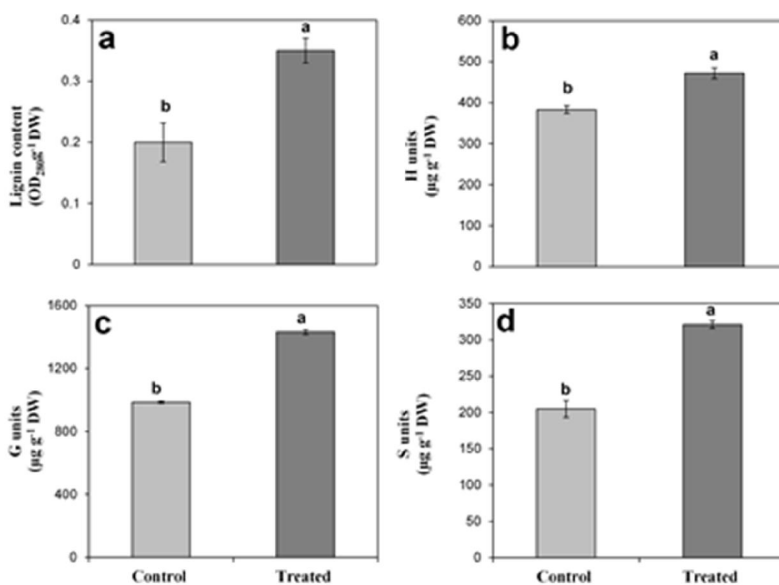 a
Lignin content
(OD₂₈₀g⁻¹ DW)
0.4
0.3
0.2
0.1
0
b
a
b
H units
(µg g⁻¹ DW)
600
500
400
300
200
100
0
b
a
c
G units
(µg g⁻¹ DW)
1600
1200
800
400
0
b
a
Control
Treated
d
S units
(µg g⁻¹ DW)
350
300
250
200
150
100
50
0
b
a
Control
Treated